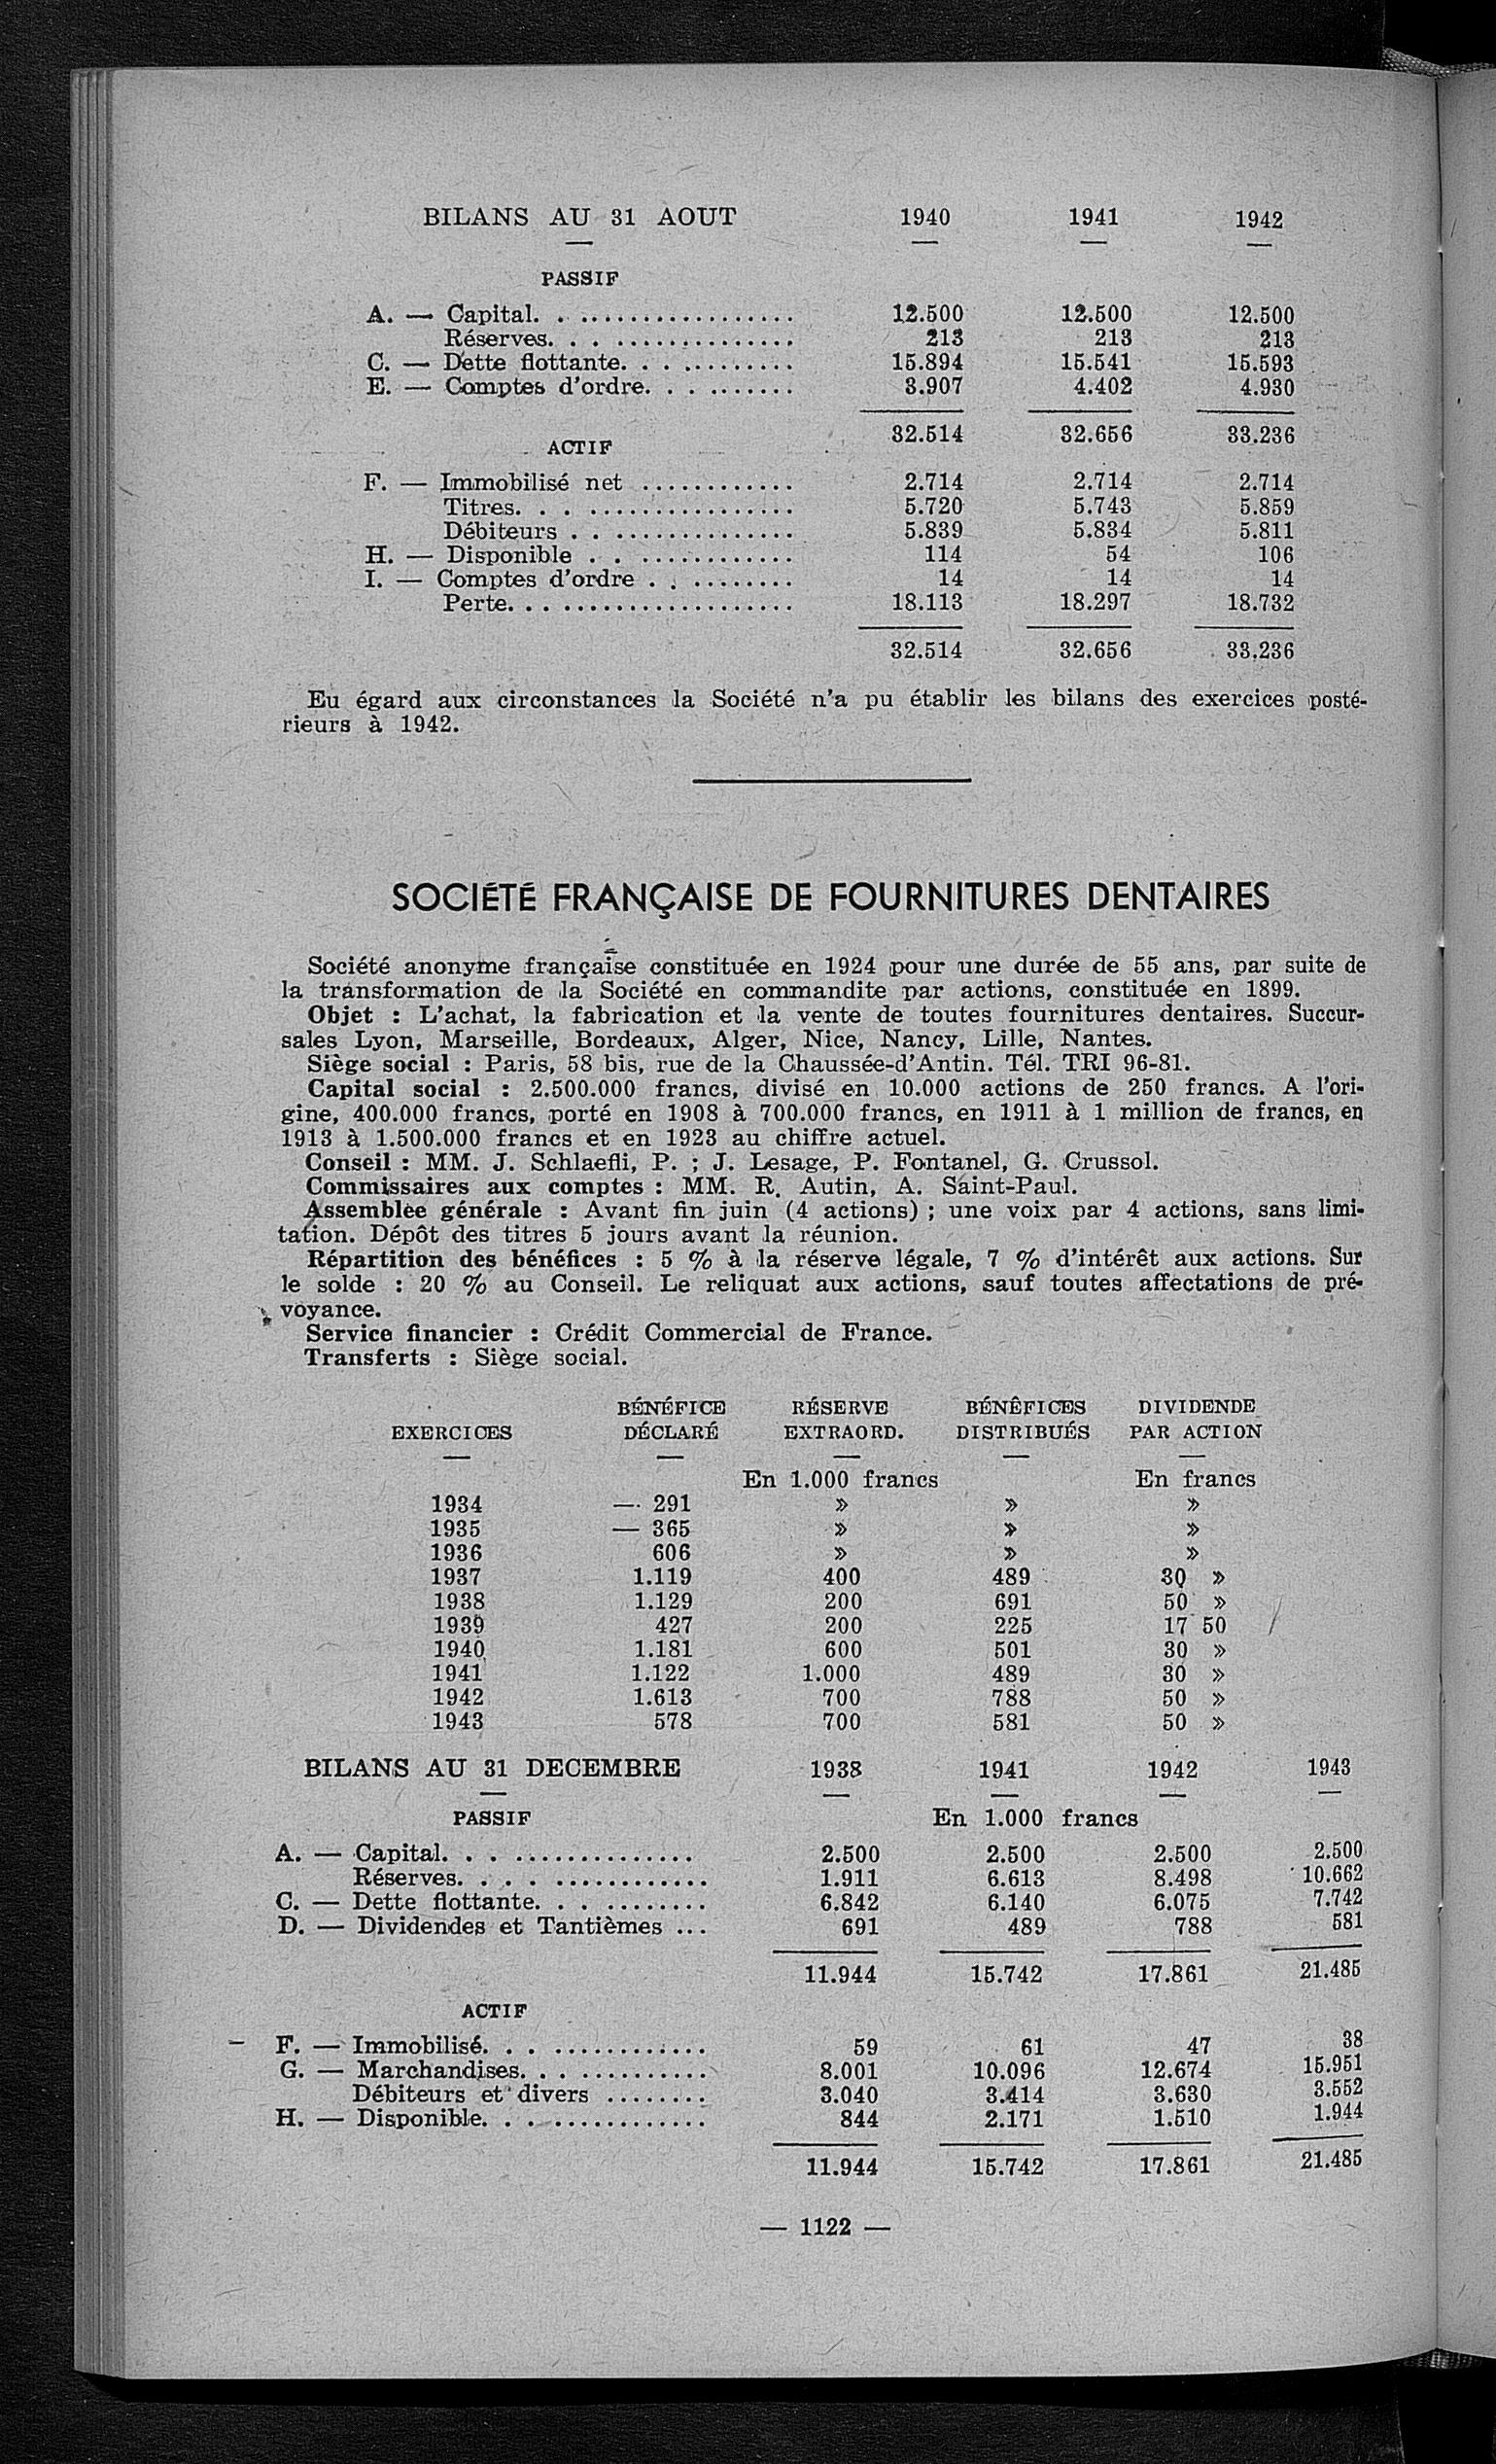 BILANS AU 31 AOUT 1940 1941 1942
PASSIF
A. — Capital. . .................. 12.500 12.500 12.500
Réserves. . . ............... 213 213 213
C. — Dette flottante. . . .......... 15.894 15.541 15.593
E. — Comptes d'ordre. . . ........ 3.907 4.402 4.930
32.514 32.656 33.236
ACTIF
F. — Immobilisé net ............ 2.714 2.714 2.714
Titres. . . ................ 5.720 5.743 5.859
Débiteurs . . .............. 5.839 5.834 5.811
H. — Disponible . . ............ 114 54 106
I. — Comptes d'ordre . . ........ 14 14 14
Perte. . . ................... 18.113 18.297 18.732
32.514 32.656 33.236
Eu égard aux circonstances la Société n'a pu établir les bilans des exercices posté-
rieurs à 1942.
SOCIÉTÉ FRANÇAISE DE FOURNITURES DENTAIRES
Société anonyme française constituée en 1924 pour une durée de 55 ans, par suite de
la transformation de la Société en commandite par actions, constituée en 1899.
Objet : L'achat, la fabrication et la vente de toutes fournitures dentaires. Succur-
sales Lyon, Marseille, Bordeaux, Alger, Nice, Nancy, Lille, Nantes.
Siège social : Paris, 58 bis, rue de la Chaussée-d'Antin. Tél. TRI 96-81.
Capital social : 2.500.000 francs, divisé en 10.000 actions de 250 francs. A l'ori-
gine, 400.000 francs, porté en 1908 à 700.000 francs, en 1911 à 1 million de francs, en
1913 à 1.500.000 francs et en 1923 au chiffre actuel.
Conseil : MM. J. Schlaefli, P. ; J. Lesage, P. Fontanel, G. Crussol.
Commissaires aux comptes : MM. R. Autin, A. Saint-Paul.
Assemblèe générale : Avant fin juin (4 actions) ; une voix par 4 actions, sans limi-
tation. Dépôt des titres 5 jours avant la réunion.
Répartition des bénéfices : 5 % à la réserve légale, 7 % d'intérêt aux actions. Sur
le solde : 20 % au Conseil. Le reliquat aux actions, sauf toutes affectations de pré-
voyance.
Service financier : Crédit Commercial de France.
Transferts : Siège social.
BÉNÉFICE RÉSERVE BÉNÊFICES DIVIDENDE
EXERCICES DÉCLARÉ EXTRAORD. DISTRIBUÉS PAR ACTION
En 1.000 francs En francs
1934 — 291 » » »
1935 — 365 » » »
1936 606 » » »
1937 1.119 400 489 30 »
1938 1.129 200 691 50 »
1939 427 200 225 17 50
1940 1.181 600 501 30 »
1941 1.122 1.000 489 30 »
1942 1.613 700 788 50 »
1943 578 700 581 50 »
BILANS AU 31 DECEMBRE 1938 1941 1942 1943
PASSIF En 1.000 francs
A. — Capital. . . ............... 2.500 2.500 2.500 2.500
Réserves. . . . ............. 1.911 6.613 8.498 10.662
C. — Dette flottante. . . ......... 6.842 6.140 6.075 7.742
D. — Dividendes et Tantièmes ... 691 489 788 581
11.944 15.742 17.861 21.485
ACTIF
F. — Immobilisé. . . ............ 59 61 47 38
G. — Marchandises. . . .......... 8.001 10.096 12.674 15.951
Débiteurs et divers ........ 3.040 3.414 3.630 3.552
H. — Disponible. . . ............ 844 2.171 1.510 1.944
11.944 15.742 17.861 21.485
— 1122 —